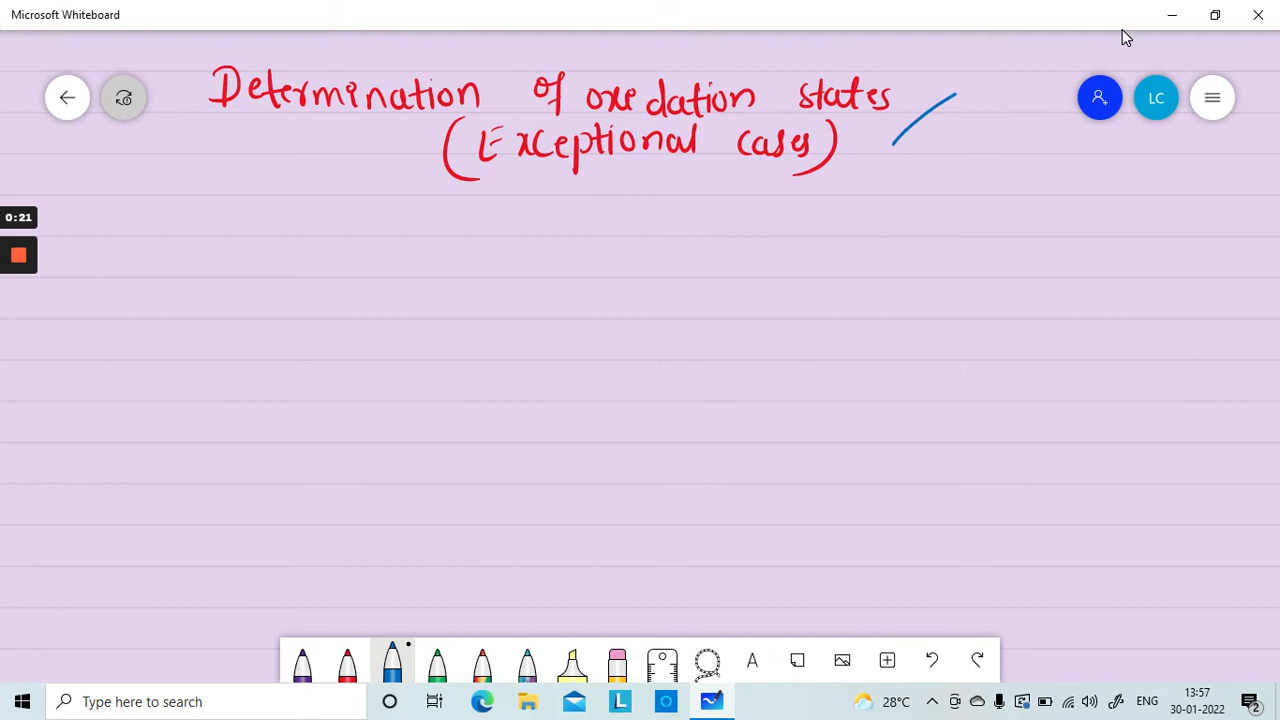 Microsoft Whiteboard
Determination of oxedation states
(Exceptional cases)
LC
0:21
A
Type here to search
L
28°C
ENG
13:57
30-01-2022
2